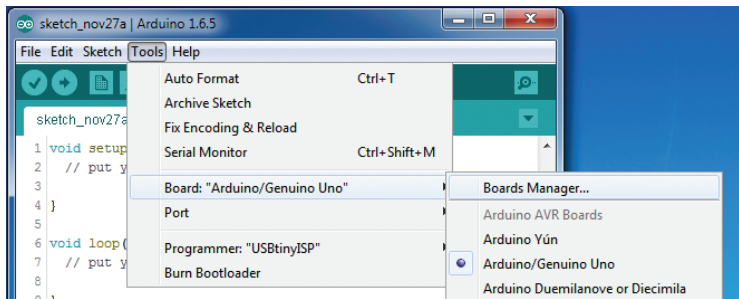 sketch_nov27a | Arduino 1.6.5
File Edit Sketch Tools Help
Auto Format Ctrl+T
Archive Sketch
sketch_nov27a
Fix Encoding & Reload
1 void setup
Serial Monitor Ctrl+Shift+M
2 // put y
3
Board: "Arduino/Genuino Uno"
Boards Manager...
4 }
Port
Arduino AVR Boards
5
Arduino Yún
6 void loop(
Programmer: "USBtinyISP"
7 // put y
Arduino/Genuino Uno
8
Burn Bootloader
Arduino Duemilanove or Diecimila